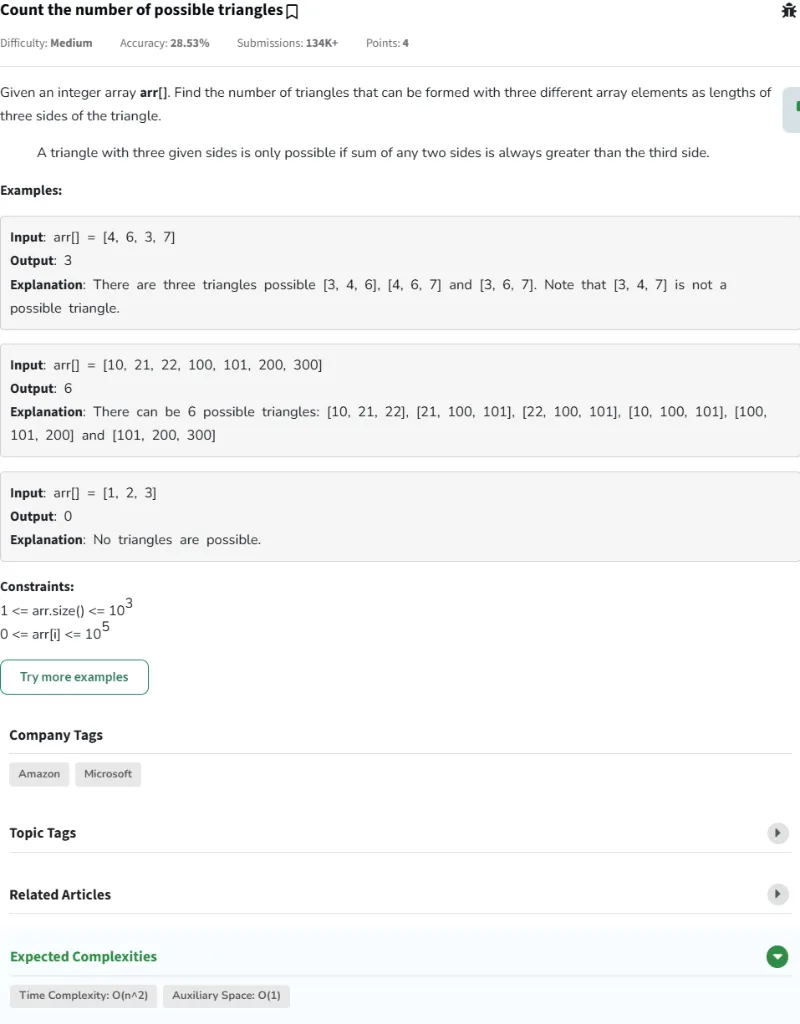 Count the number of possible triangles
Difficulty: Medium Accuracy: 28.53% Submissions: 134K+ Points: 4
Given an integer array arr[]. Find the number of triangles that can be formed with three different array elements as lengths of
three sides of the triangle.
A triangle with three given sides is only possible if sum of any two sides is always greater than the third side.
Examples:
Input: arr[] = [4, 6, 3, 7]
Output: 3
Explanation: There are three triangles possible [3, 4, 6], [4, 6, 7] and [3, 6, 7]. Note that [3, 4, 7] is not a
possible triangle.
Input: arr[] = [10, 21, 22, 100, 101, 200, 300]
Output: 6
Explanation: There can be 6 possible triangles: [10, 21, 22], [21, 100, 101], [22, 100, 101], [10, 100, 101], [100,
101, 200] and [101, 200, 300]
Input: arr[] = [1, 2, 3]
Output: 0
Explanation: No triangles are possible.
Constraints:
1 <= arr.size() <= 10³
0 <= arr[i] <= 10⁵
Try more examples
Company Tags
Amazon Microsoft
Topic Tags
Related Articles
Expected Complexities
Time Complexity: O(n^2) Auxiliary Space: O(1)